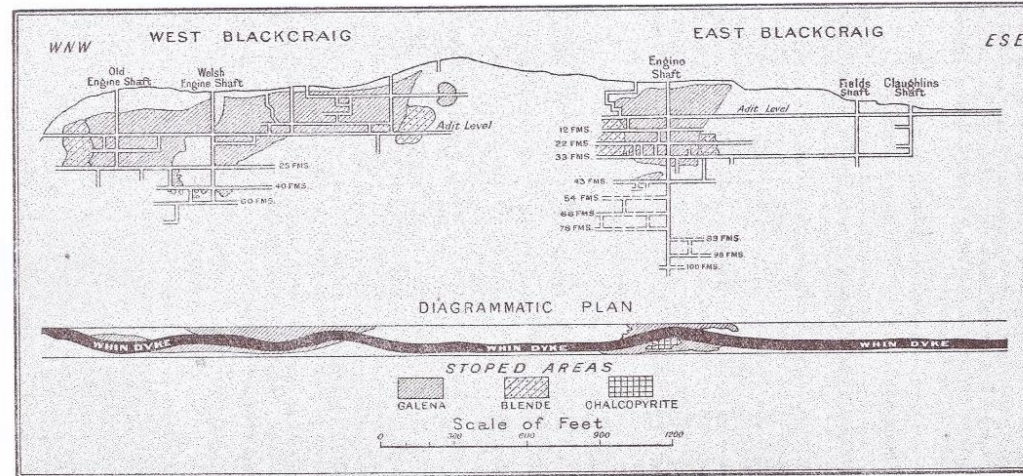 WEST BLACKCRAIG
EAST BLACKCRAIG
WNW
ESE
Old
Engine Shaft
Welsh
Engine Shaft
Engine
Shaft
Fields
Shaft
Claughlins
Shaft
Adit Level
Adit Level
12 FMS.
22 FMS.
33 FMS.
25 FMS.
40 FMS.
60 FMS.
43 FMS.
54 FMS.
66 FMS.
78 FMS.
89 FMS.
98 FMS.
100 FMS.
DIAGRAMMATIC PLAN
WHIN DYKE
WHIN DYKE
WHIN DYKE
STOPED AREAS
GALENA
BLENDE
CHALCOPYRITE
Scale of Feet
0 300 600 900 1200